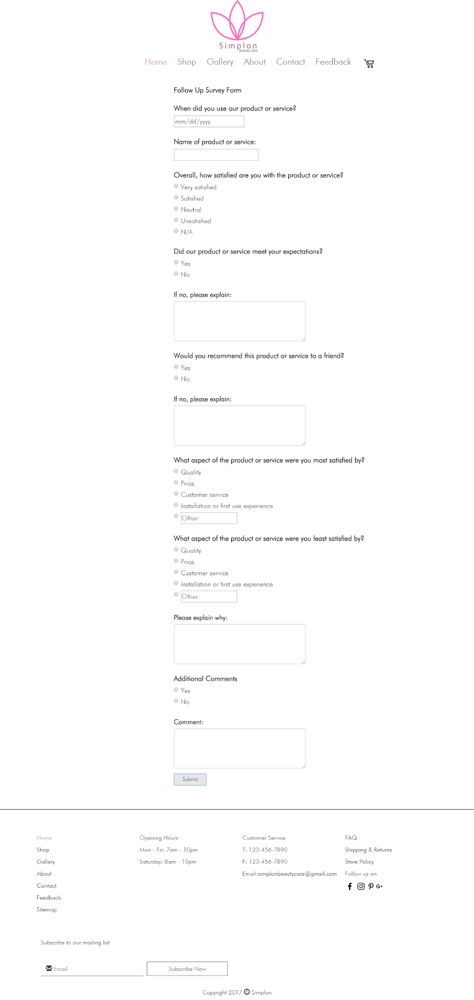 Simplon
Beauty Care
Home Shop Gallery About Contact Feedback
Follow Up Survey Form
When did you use our product or service?
mm/dd/yyyy
Name of product or service:
Overall, how satisfied are you with the product or service?
Very satisfied
Satisfied
Neutral
Unsatisfied
N/A
Did our product or service meet your expectations?
Yes
No
If no, please explain:
Would you recommend this product or service to a friend?
Yes
No
If no, please explain:
What aspect of the product or service were you most satisfied by?
Quality
Price
Customer service
Installation or first use experience
Other
What aspect of the product or service were you least satisfied by?
Quality
Price
Customer service
Installation or first use experience
Other
Please explain why:
Additional Comments
Yes
No
Comment:
Submit
Home
Shop
Gallery
About
Contact
Feedback
Sitemap
Opening Hours
Mon - Fri: 7am - 10pm
Saturday: 8am - 10pm
Customer Service
T: 123-456-7890
F: 123-456-7890
Email:simplonbeautycare@gmail.com
FAQ
Shipping & Returns
Store Policy
Follow us on
G+
Subscribe to our mailing list
Email
Subscribe Now
Copyright 2017 © Simplon